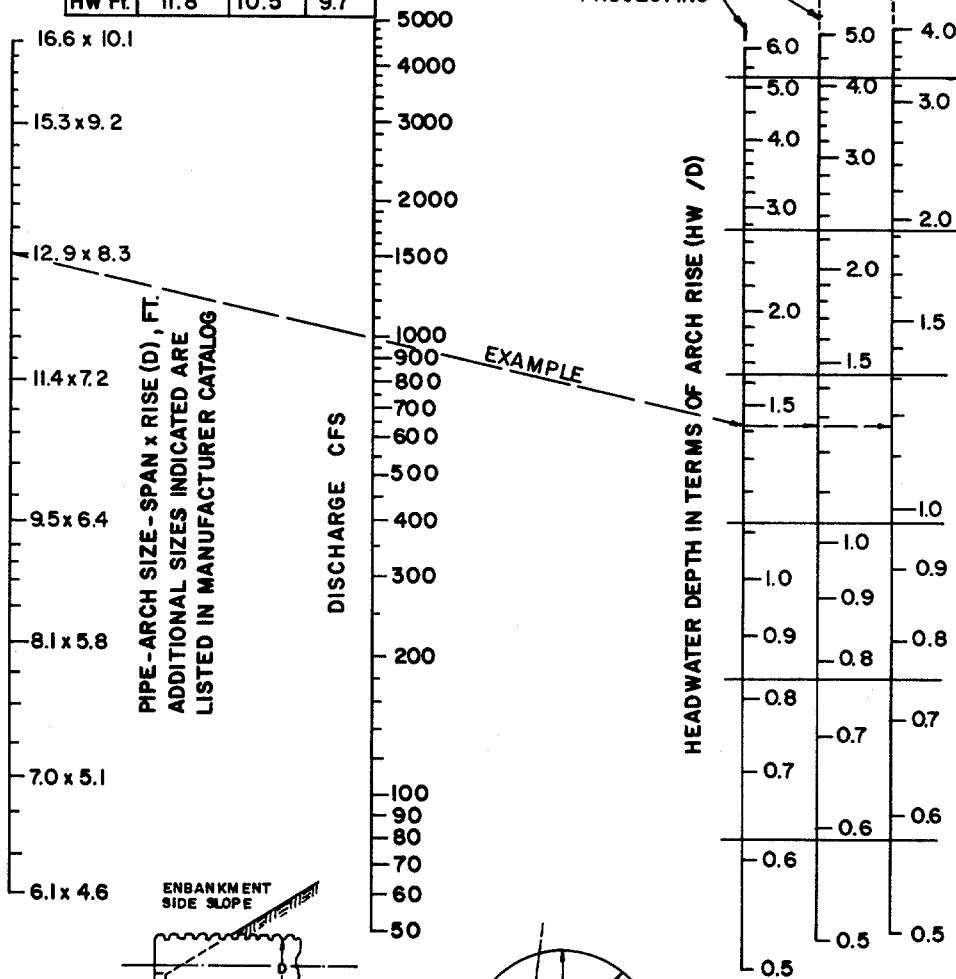 HW Ft. 11.8 10.5 9.7
16.6 x 10.1
15.3 x 9.2
12.9 x 8.3
11.4 x 7.2
9.5 x 6.4
8.1 x 5.8
7.0 x 5.1
6.1 x 4.6
PIPE-ARCH SIZE-SPAN x RISE (D), FT.
ADDITIONAL SIZES INDICATED ARE
LISTED IN MANUFACTURER CATALOG
ENBANKMENT
SIDE SLOPE
D
DISCHARGE CFS
5000
4000
3000
2000
1500
1000
900
800
700
600
500
400
300
200
100
90
80
70
60
50
EXAMPLE
HEADWATER DEPTH IN TERMS OF ARCH RISE (HW /D)
6.0
5.0
4.0
3.0
2.0
1.5
1.0
0.9
0.8
0.7
0.6
0.5
5.0
4.0
3.0
2.0
1.5
1.0
0.9
0.8
0.7
0.6
0.5
4.0
3.0
2.0
1.5
1.0
0.9
0.8
0.7
0.6
0.5